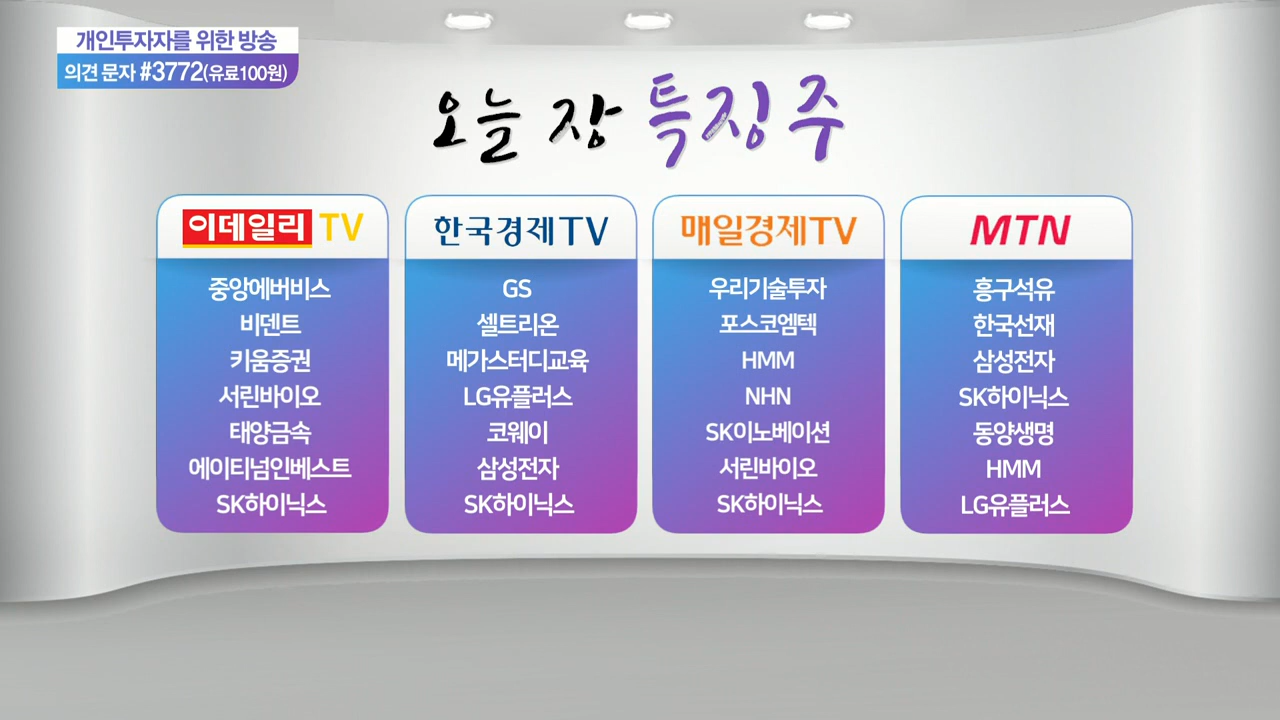 개인투자자를 위한 방송
의견 문자 #3772(유료100원)
오늘 장 특징주
이데일리 TV
중앙에버비스
비덴트
키움증권
서린바이오
태양금속
에이티넘인베스트
SK하이닉스
한국경제TV
GS
셀트리온
메가스터디교육
LG유플러스
코웨이
삼성전자
SK하이닉스
매일경제TV
우리기술투자
포스코엠텍
HMM
NHN
SK이노베이션
서린바이오
SK하이닉스
MTN
흥구석유
한국선재
삼성전자
SK하이닉스
동양생명
HMM
LG유플러스